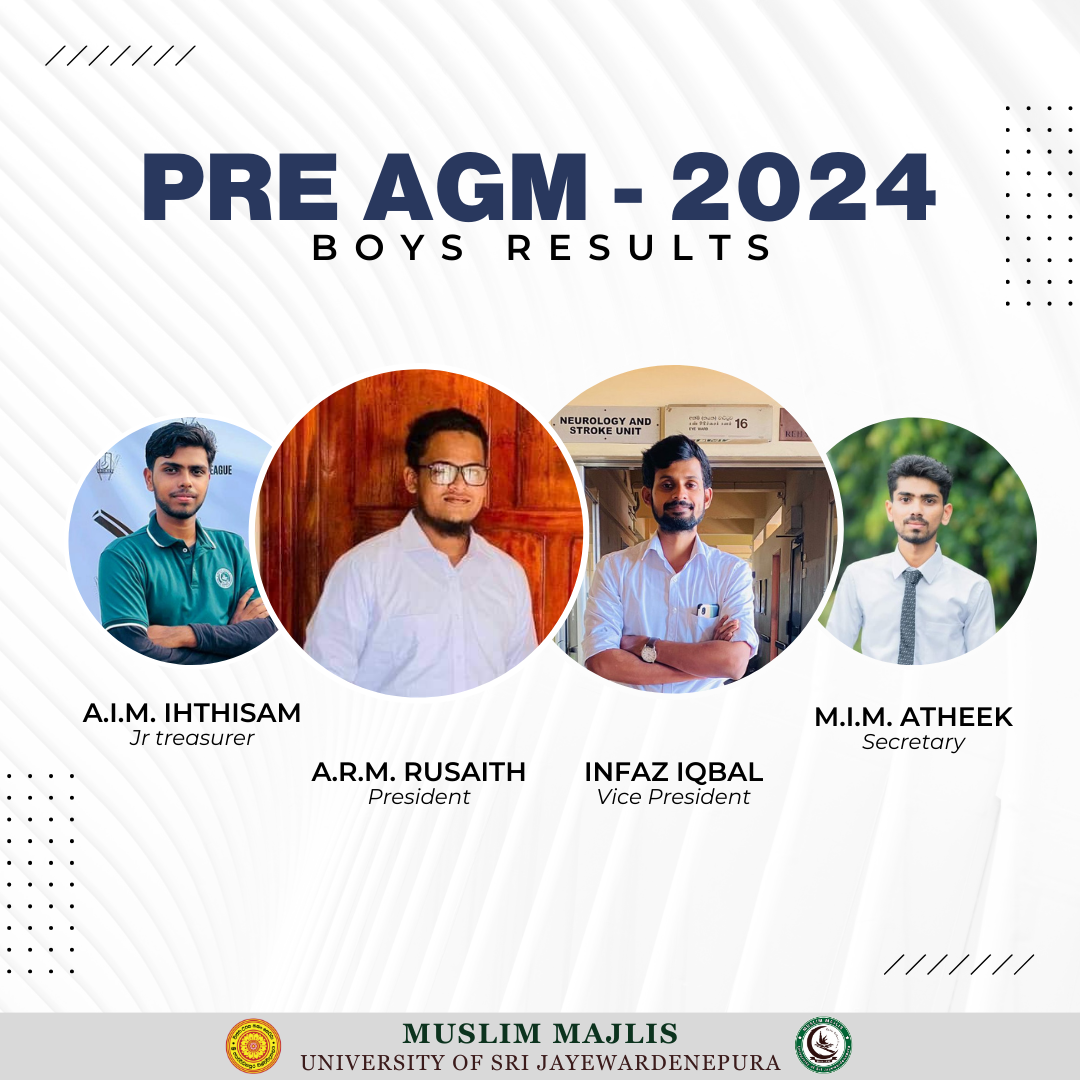 PRE AGM - 2024
BOYS RESULTS
EAGUE
NEUROLOGY AND
STROKE UNIT
16
A.I.M. IHTHISAM
Jr treasurer
M.I.M. ATHEEK
Secretary
A.R.M. RUSAITH
President
INFAZ IQBAL
Vice President
MUSLIM MAJLIS
UNIVERSITY OF SRI JAYEWARDENEPURA